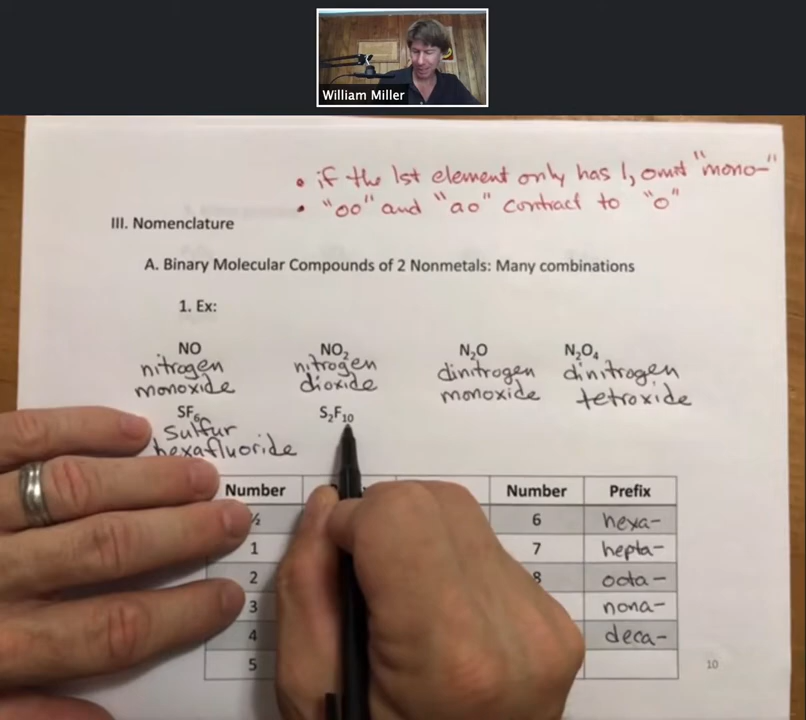 William Miller
• if the 1st element only has 1, omit "mono-"
• "oo" and "ao" contract to "o"
III. Nomenclature
A. Binary Molecular Compounds of 2 Nonmetals: Many combinations
1. Ex:
NO NO₂ N₂O N₂O₄
nitrogen nitrogen dinitrogen dinitrogen
monoxide dioxide monoxide tetroxide
SF₆ S₂F₁₀
Sulfur
hexafluoride
Number Number Prefix
½ 6 hexa-
1 7 hepta-
2 8 octa-
3 nona-
4 deca-
5
10